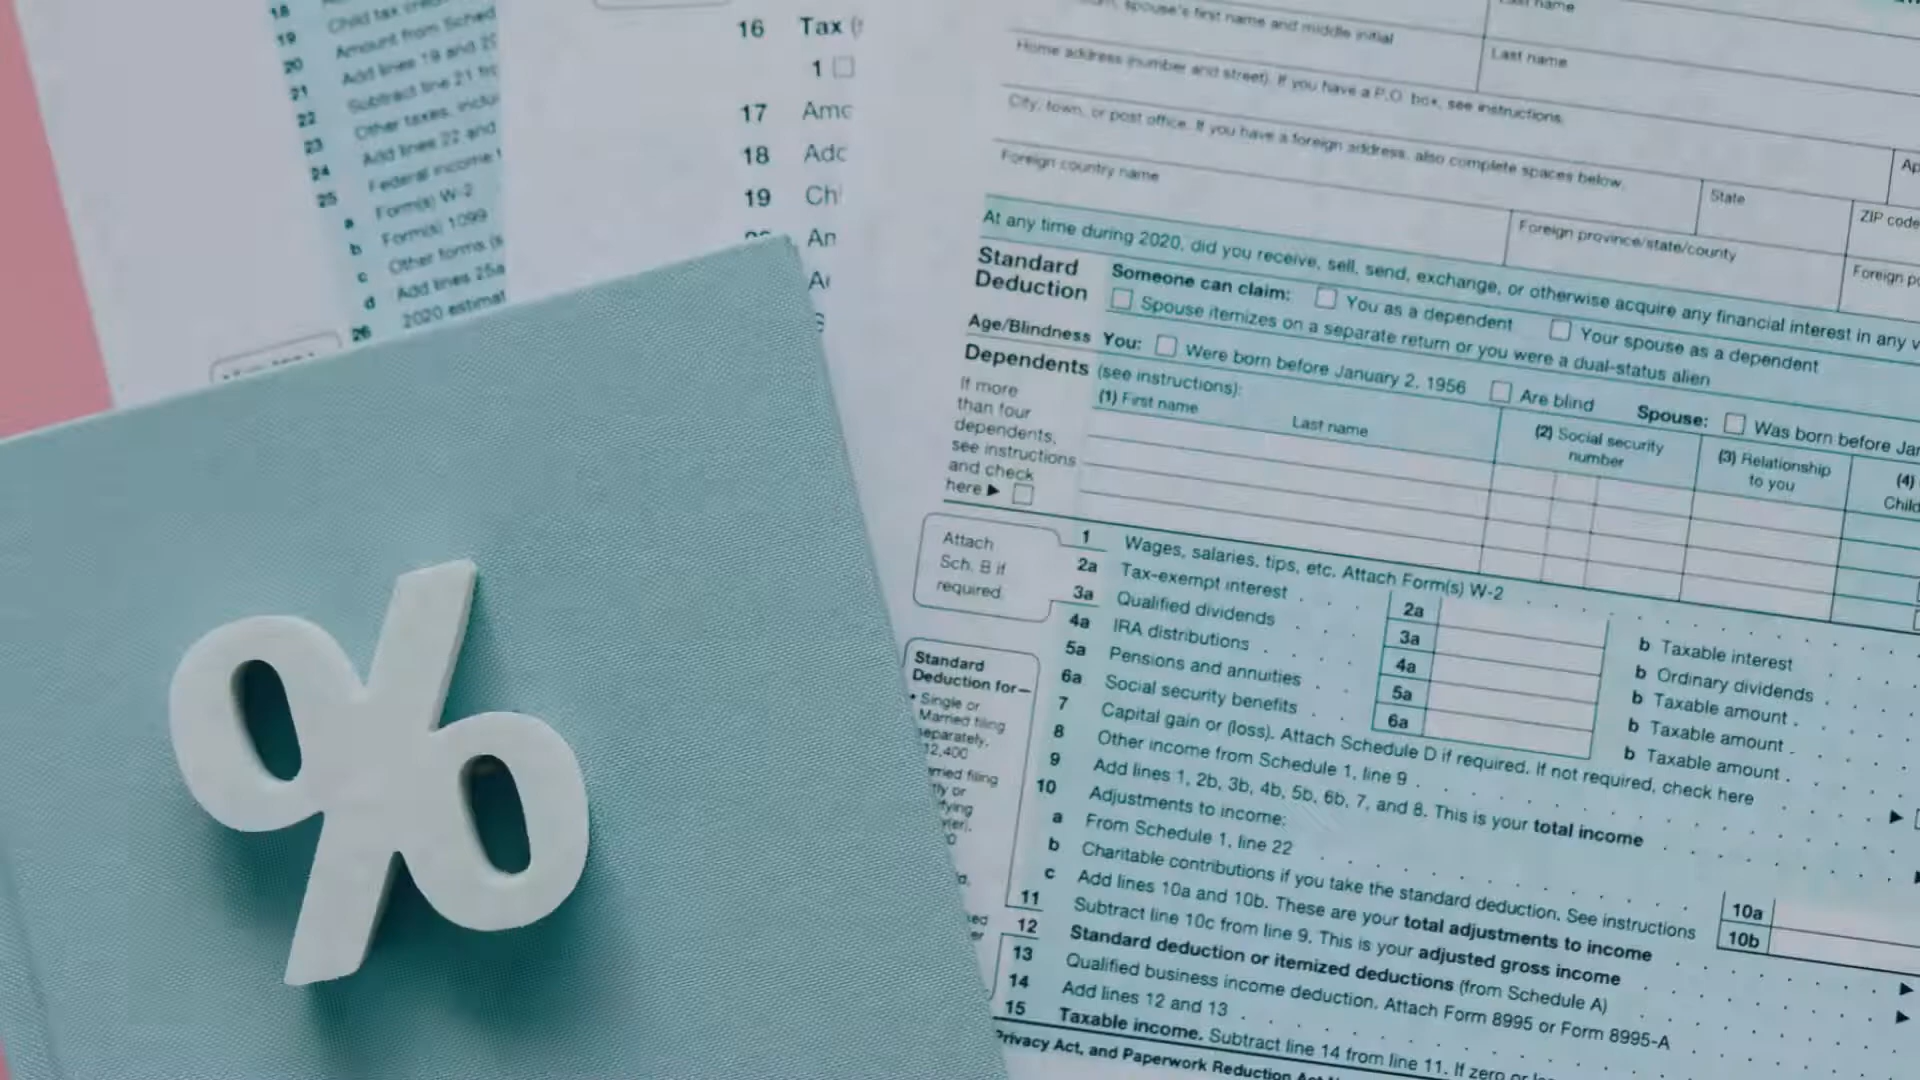 18
19 Child tax
20 Amount from Sched
21 Add lines 19 and
22 Subtract line 21
23 Other taxes, inclu
24 Add lines 22 and
25 Federal income
a Form(s) W-2
b Form(s) 1099
c Other forms (s
d Add lines 25a
26 2020 estimat
16 Tax (
1
17 Amo
18 Adc
19 Chi
An
spouse's first name and middle initial
Last name
Home address (number and street). If you have a P.O. box, see instructions.
City, town, or post office. If you have a foreign address, also complete spaces below.
State
ZIP code
Foreign country name
Foreign province/state/county
Foreign
At any time during 2020, did you receive, sell, send, exchange, or otherwise acquire any financial interest in any v
Standard
Deduction
Someone can claim: You as a dependent Your spouse as a dependent
Spouse itemizes on a separate return or you were a dual-status alien
Age/Blindness You: Were born before January 2, 1956 Are blind Spouse: Was born before Jan
Dependents (see instructions):
If more
than four
dependents,
see instructions
and check
here ►
(1) First name Last name
(2) Social security
number
(3) Relationship
to you
(4)
Child
Attach
Sch. B if
required.
1 Wages, salaries, tips, etc. Attach Form(s) W-2
2a Tax-exempt interest 2a b Taxable interest
3a Qualified dividends 3a b Ordinary dividends
4a IRA distributions 4a b Taxable amount
5a Pensions and annuities 5a b Taxable amount
6a Social security benefits 6a b Taxable amount
7 Capital gain or (loss). Attach Schedule D if required. If not required, check here
8 Other income from Schedule 1, line 9
9 Add lines 1, 2b, 3b, 4b, 5b, 6b, 7, and 8. This is your total income
10 Adjustments to income:
a From Schedule 1, line 22 10a
b Charitable contributions if you take the standard deduction. See instructions 10b
c Add lines 10a and 10b. These are your total adjustments to income
11 Subtract line 10c from line 9. This is your adjusted gross income
12 Standard deduction or itemized deductions (from Schedule A)
13 Qualified business income deduction. Attach Form 8995 or Form 8995-A
14 Add lines 12 and 13
15 Taxable income. Subtract line 14 from line 11. If zero or
Standard
Deduction for—
• Single or
Married filing
separately,
12,400
Privacy Act, and Paperwork Reduction Act
%